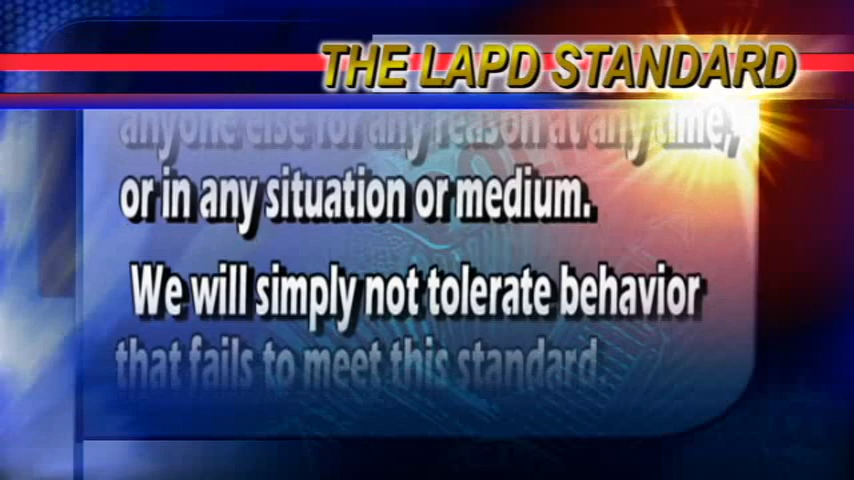 THE LAPD STANDARD
anyone else for any reason at any time,
or in any situation or medium.
We will simply not tolerate behavior
that fails to meet this standard.